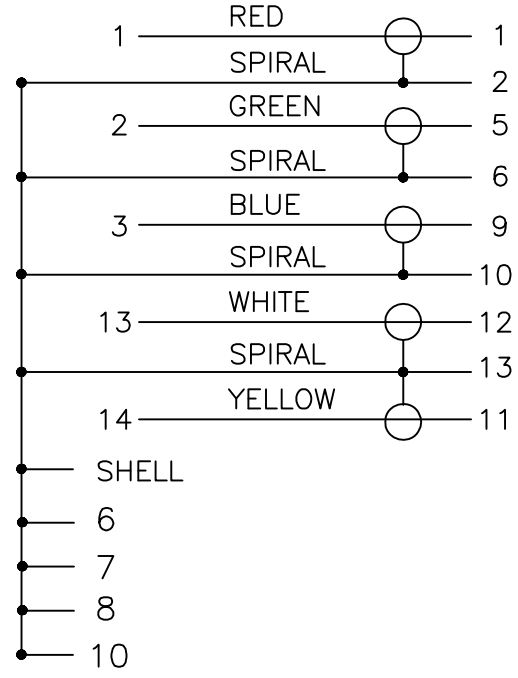 RED
1 1
SPIRAL
2
GREEN
2 5
SPIRAL
6
BLUE
3 9
SPIRAL
10
WHITE
13 12
SPIRAL
13
YELLOW
14 11
SHELL
6
7
8
10